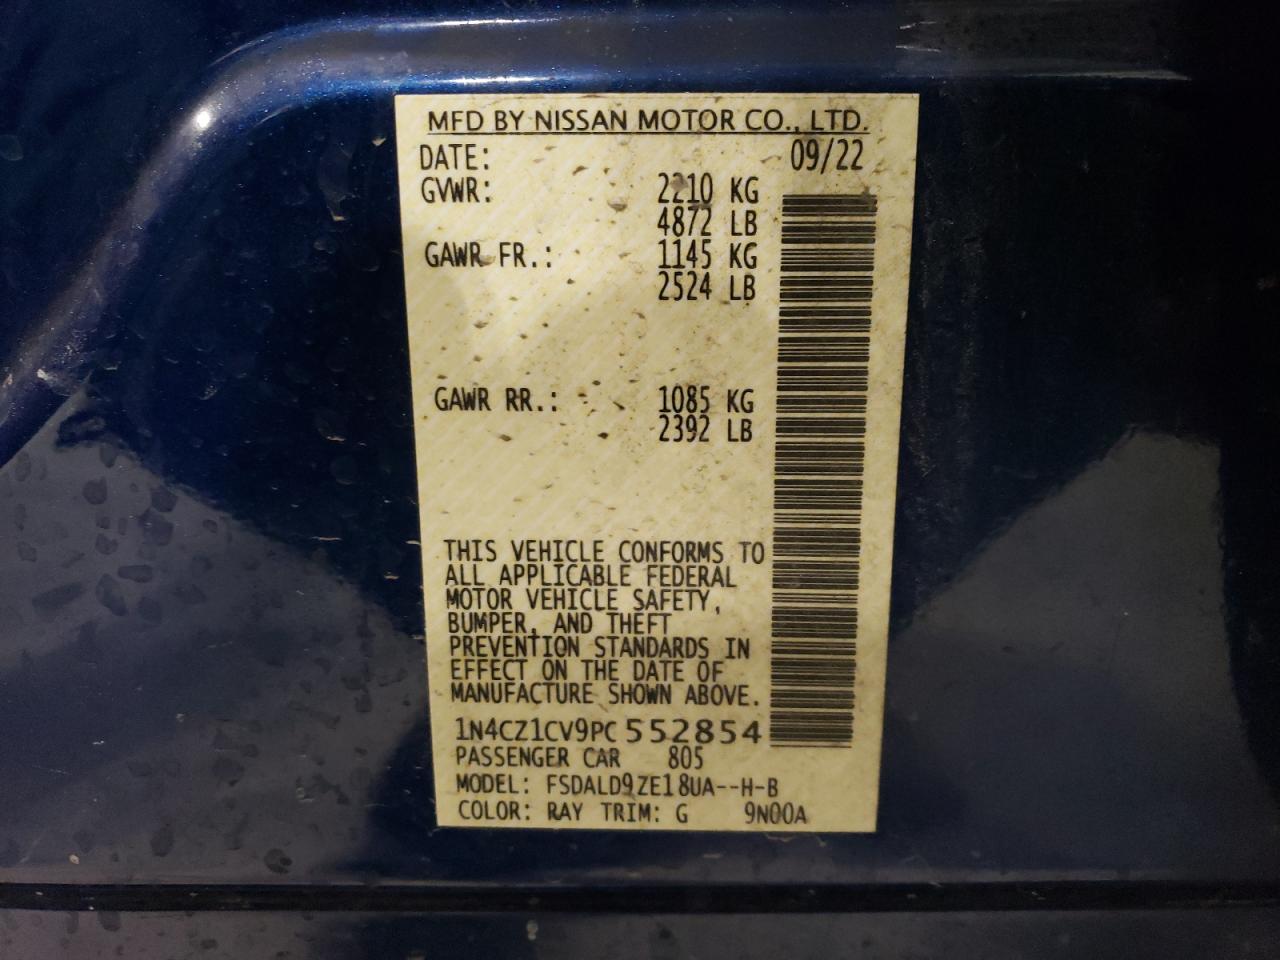 MFD BY NISSAN MOTOR CO., LTD.
DATE: 09/22
GVWR: 2210 KG
4872 LB
GAWR FR.: 1145 KG
2524 LB
GAWR RR.: 1085 KG
2392 LB
THIS VEHICLE CONFORMS TO
ALL APPLICABLE FEDERAL
MOTOR VEHICLE SAFETY,
BUMPER, AND THEFT
PREVENTION STANDARDS IN
EFFECT ON THE DATE OF
MANUFACTURE SHOWN ABOVE.
1N4CZ1CV9PC552854
PASSENGER CAR 805
MODEL: FSDALD9ZE18UA--H-B
COLOR: RAY TRIM: G 9N00A